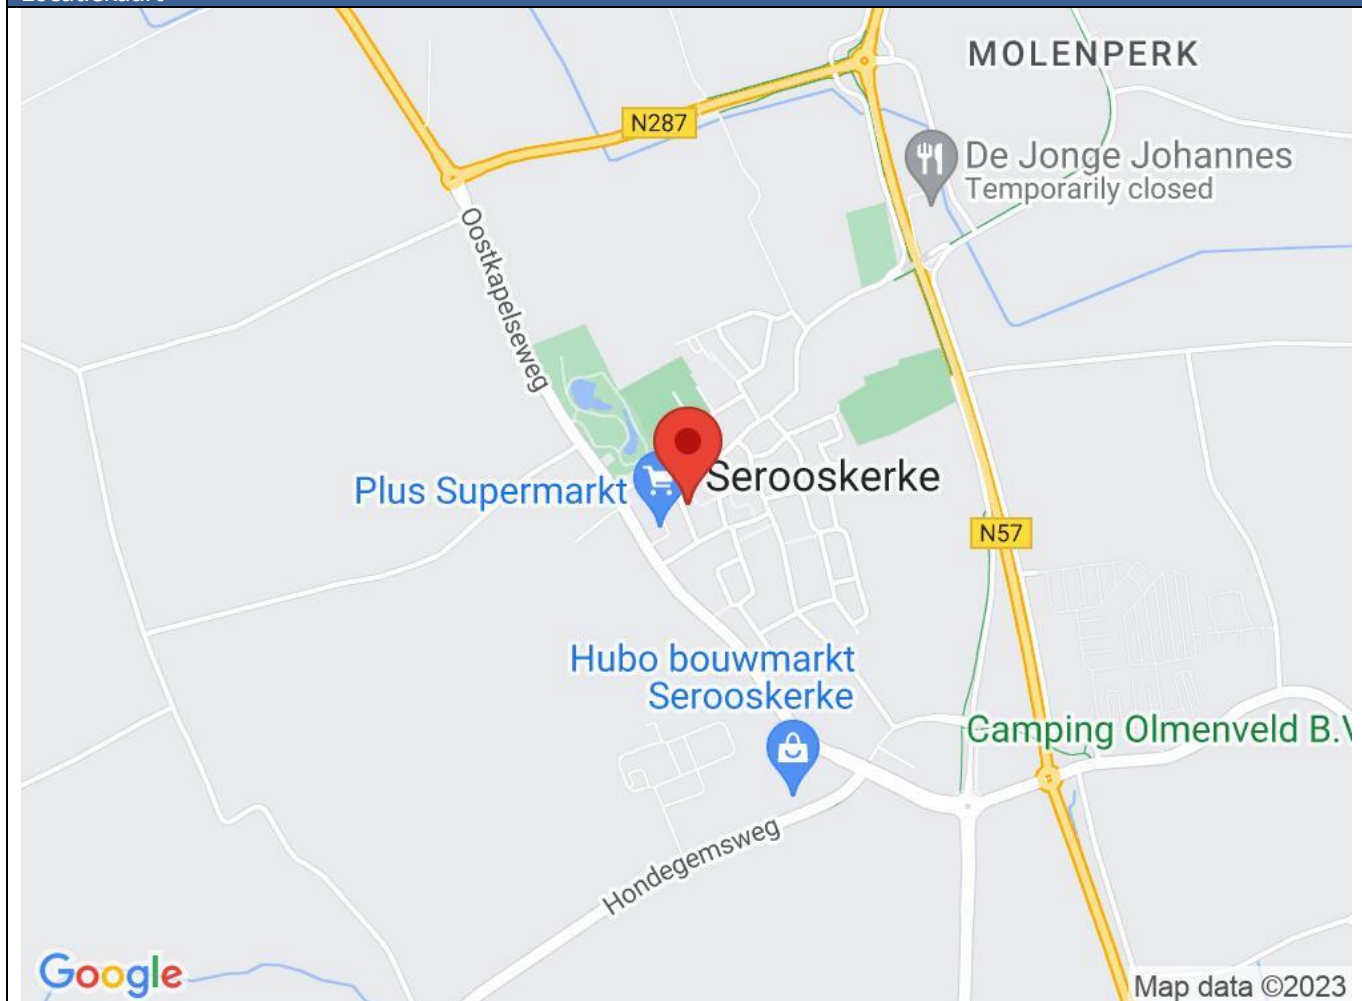 MOLENPERK
N287
De Jonge Johannes
Temporarily closed
Oostkapelseweg
Plus Supermarkt
Serooskerke
N57
Hubo bouwmarkt
Serooskerke
Camping Olmenveld B.V
Hondegemsweg
Google
Map data ©2023